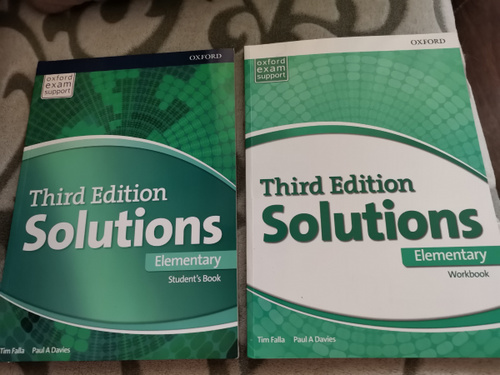 OXFORD
oxford
exam
support
Third Edition
Solutions
Elementary
Student's Book
Tim Falla Paul A Davies
OXFORD
oxford
exam
support
Third Edition
Solutions
Elementary
Workbook
Tim Falla Paul A Davies